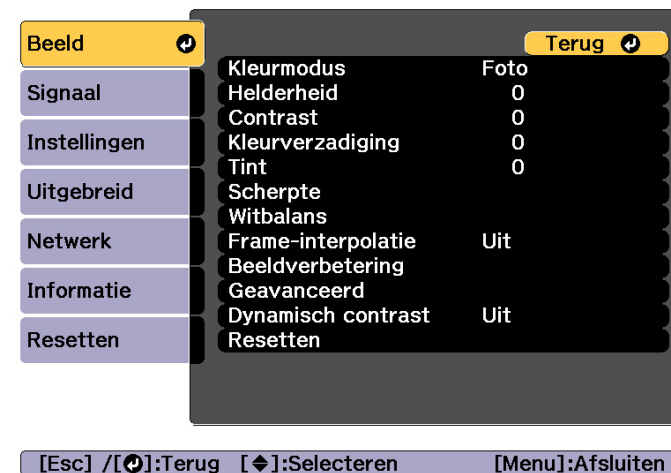 Beeld
Signaal
Instellingen
Uitgebreid
Netwerk
Informatie
Resetten
Terug
Kleurmodus Foto
Helderheid 0
Contrast 0
Kleurverzadiging 0
Tint 0
Scherpte
Witbalans
Frame-interpolatie Uit
Beeldverbetering
Geavanceerd
Dynamisch contrast Uit
Resetten
[Esc] /[⏎]:Terug [◆]:Selecteren [Menu]:Afsluiten